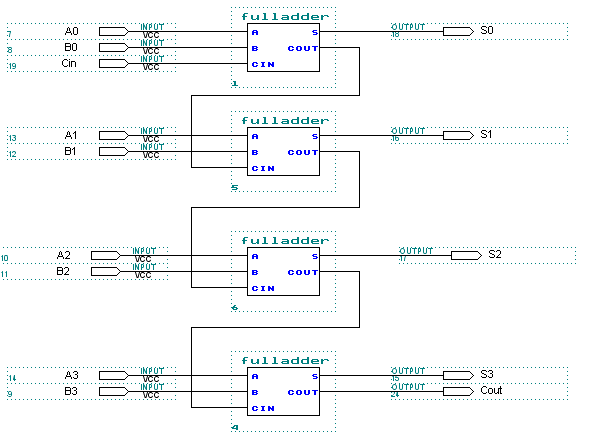 fulladder
7 A0 INPUT VCC A S OUTPUT 18 S0
8 B0 INPUT VCC B COUT
19 Cin INPUT VCC CIN
1
fulladder
13 A1 INPUT VCC A S OUTPUT 16 S1
12 B1 INPUT VCC B COUT
CIN
5
fulladder
10 A2 INPUT VCC A S OUTPUT 17 S2
11 B2 INPUT VCC B COUT
CIN
6
fulladder
14 A3 INPUT VCC A S OUTPUT 15 S3
9 B3 INPUT VCC B COUT OUTPUT 24 Cout
CIN
4